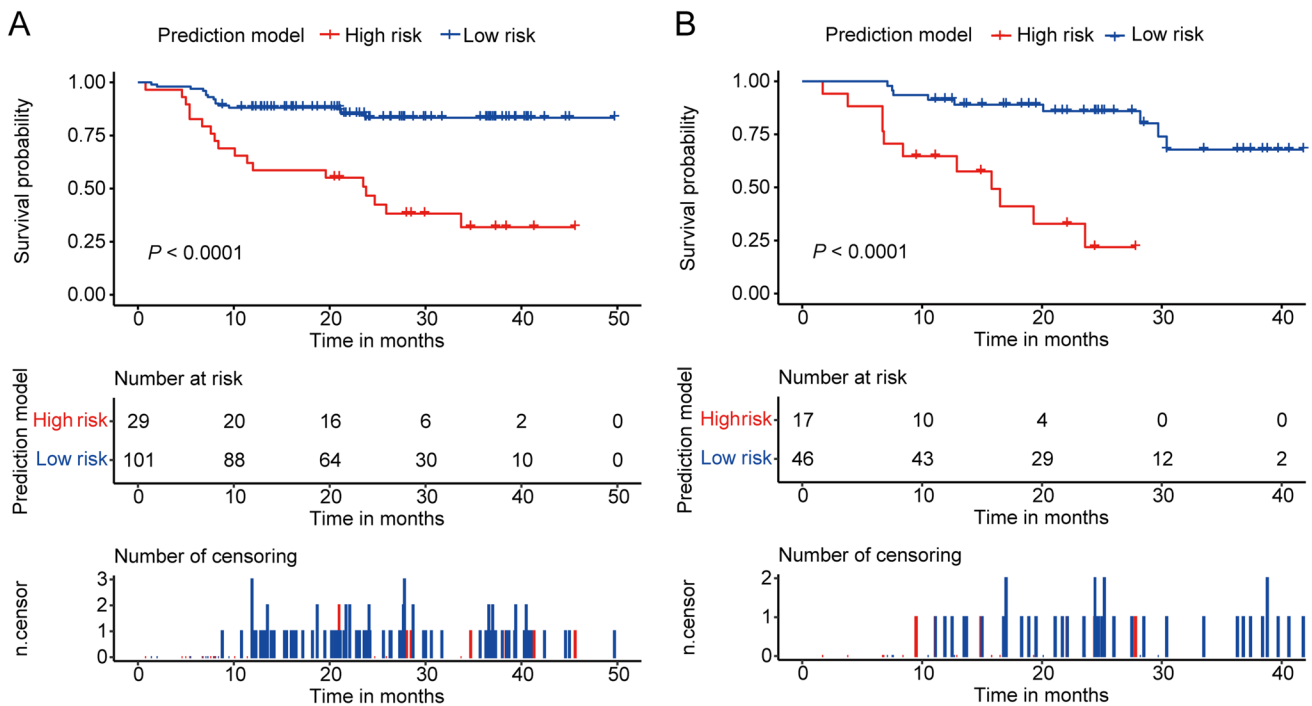 A
Prediction model High risk Low risk
Survival probability
1.00
0.75
0.50
0.25
0.00
P < 0.0001
0 10 20 30 40 50
Time in months
Number at risk
Prediction model
High risk 29 20 16 6 2 0
Low risk 101 88 64 30 10 0
0 10 20 30 40 50
Time in months
Number of censoring
n.censor
3
2
1
0
0 10 20 30 40 50
Time in months
B
Prediction model High risk Low risk
Survival probability
1.00
0.75
0.50
0.25
0.00
P < 0.0001
0 10 20 30 40
Time in months
Number at risk
Prediction model
Highrisk 17 10 4 0 0
Low risk 46 43 29 12 2
0 10 20 30 40
Time in months
Number of censoring
n.censor
2
1
0
0 10 20 30 40
Time in months